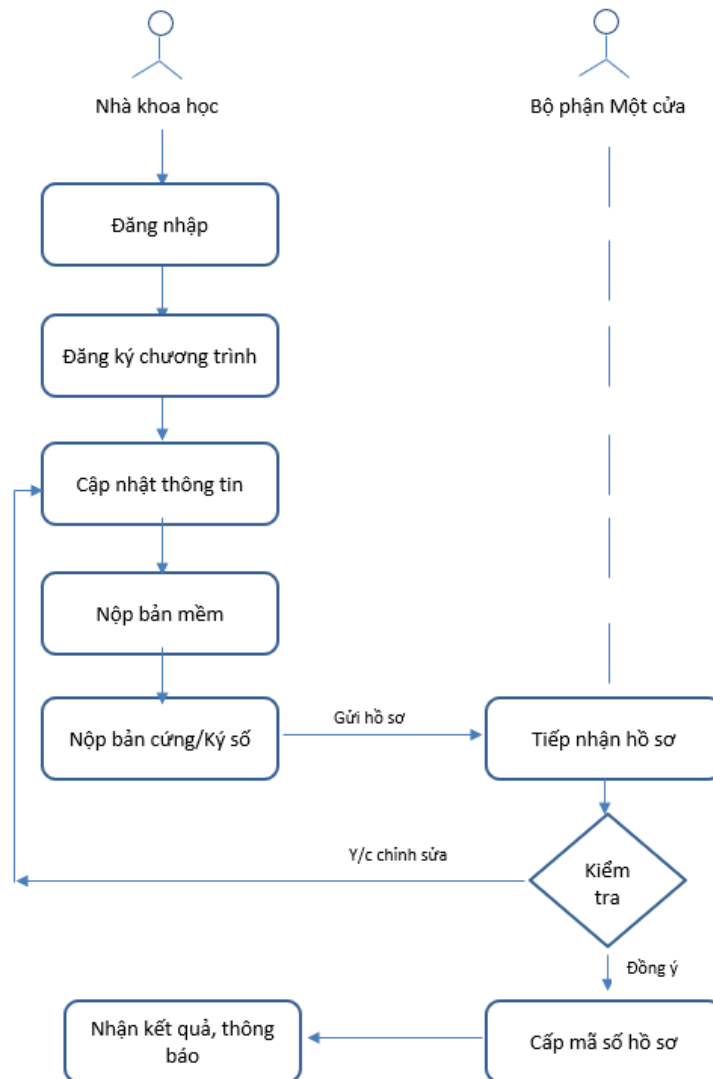 Nhà khoa học
Bộ phận Một cửa
Đăng nhập
Đăng ký chương trình
Cập nhật thông tin
Nộp bản mềm
Nộp bản cứng/Ký số
Gửi hồ sơ
Tiếp nhận hồ sơ
Y/c chỉnh sửa
Kiểm
tra
Đồng ý
Nhận kết quả, thông
báo
Cấp mã số hồ sơ